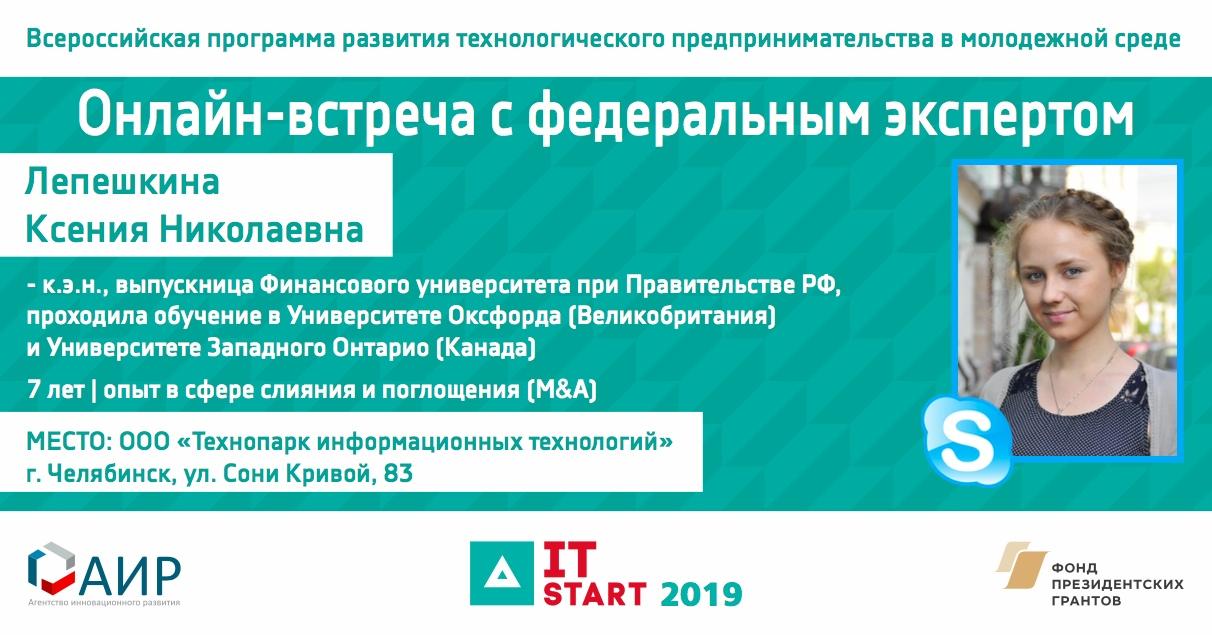 Всероссийская программа развития технологического предпринимательства в молодежной среде
Онлайн-встреча с федеральным экспертом
Лепешкина
Ксения Николаевна
- к.э.н., выпускница Финансового университета при Правительстве РФ,
проходила обучение в Университете Оксфорда (Великобритания)
и Университете Западного Онтарио (Канада)
7 лет | опыт в сфере слияния и поглощения (M&A)
МЕСТО: ООО «Технопарк информационных технологий»
г. Челябинск, ул. Сони Кривой, 83
S
АИР
Агентство инновационного развития
IT
START 2019
ФОНД
ПРЕЗИДЕНТСКИХ
ГРАНТОВ